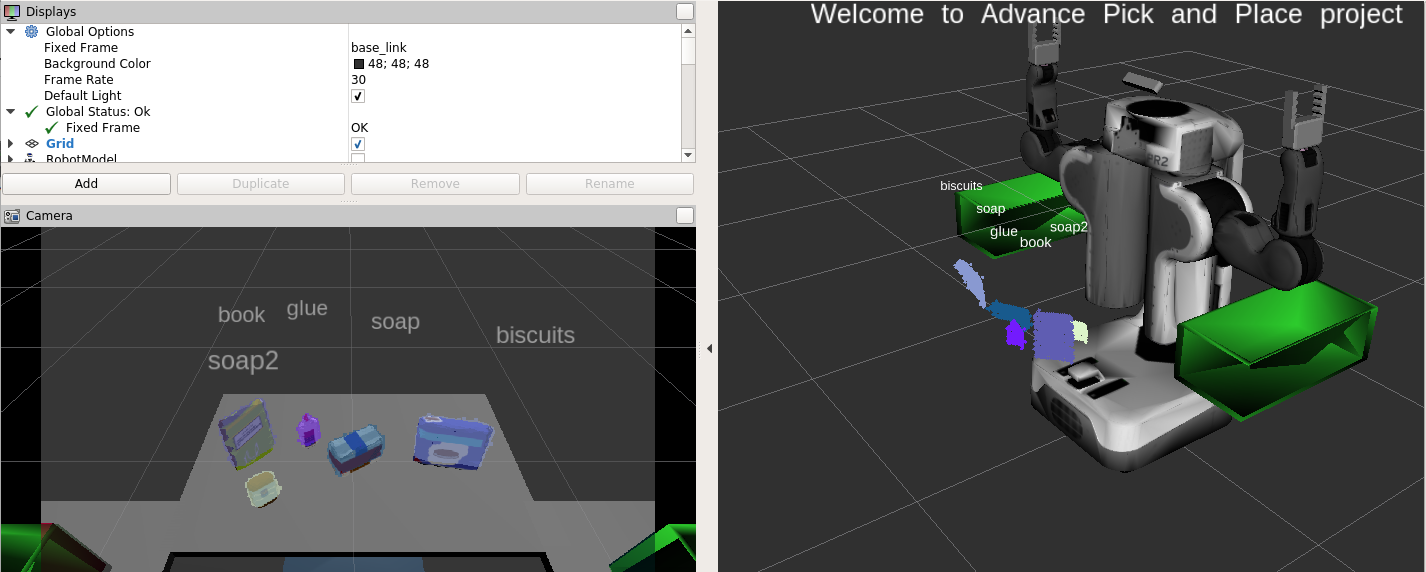 Displays
Global Options
Fixed Frame base_link
Background Color 48; 48; 48
Frame Rate 30
Default Light
Global Status: Ok
Fixed Frame OK
Grid
RobotModel
Add Duplicate Remove Rename
Camera
book glue soap biscuits
soap2
Welcome to Advance Pick and Place project
PR2
biscuits
soap
glue soap2
book